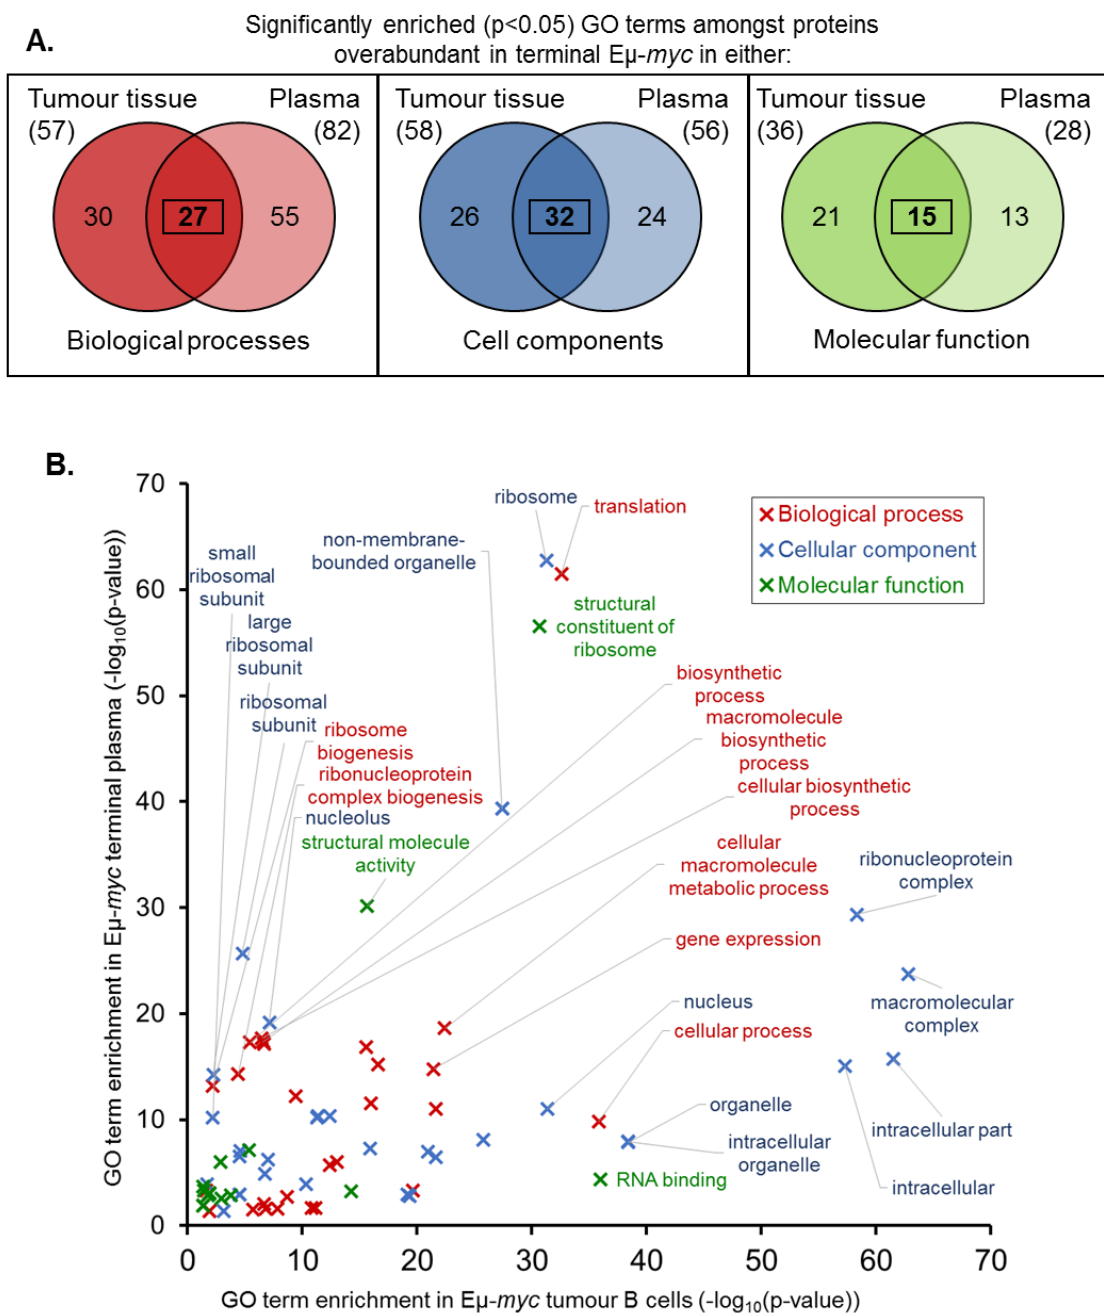 A.
Significantly enriched (p<0.05) GO terms amongst proteins
overabundant in terminal Eμ-myc in either:
Tumour tissue
(57)
Plasma
(82)
30
27
55
Biological processes
Tumour tissue
(58)
Plasma
(56)
26
32
24
Cell components
Tumour tissue
(36)
Plasma
(28)
21
15
13
Molecular function
B.
GO term enrichment in Eμ-myc terminal plasma (-log10(p-value))
70
60
50
40
30
20
10
0
0 10 20 30 40 50 60 70
GO term enrichment in Eμ-myc tumour B cells (-log10(p-value))
Biological process
Cellular component
Molecular function
ribosome
translation
non-membrane-
bounded organelle
small
ribosomal
subunit
large
ribosomal
subunit
ribosomal
subunit
ribosome
biogenesis
ribonucleoprotein
complex biogenesis
nucleolus
structural molecule
activity
structural
constituent of
ribosome
biosynthetic
process
macromolecule
biosynthetic
process
cellular biosynthetic
process
cellular
macromolecule
metabolic process
gene expression
ribonucleoprotein
complex
nucleus
cellular process
macromolecular
complex
organelle
intracellular
organelle
intracellular part
RNA binding
intracellular